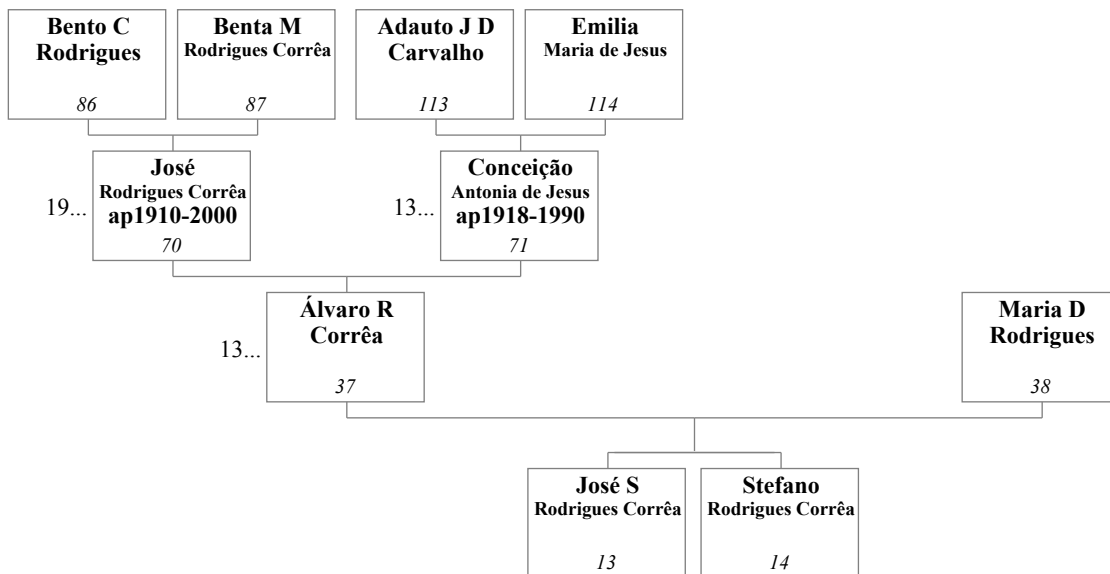 Bento C
Rodrigues
86
Benta M
Rodrigues Corrêa
87
Adauto J D
Carvalho
113
Emilia
Maria de Jesus
114
19...
José
Rodrigues Corrêa
ap1910-2000
70
13...
Conceição
Antonia de Jesus
ap1918-1990
71
13...
Álvaro R
Corrêa
37
Maria D
Rodrigues
38
José S
Rodrigues Corrêa
13
Stefano
Rodrigues Corrêa
14